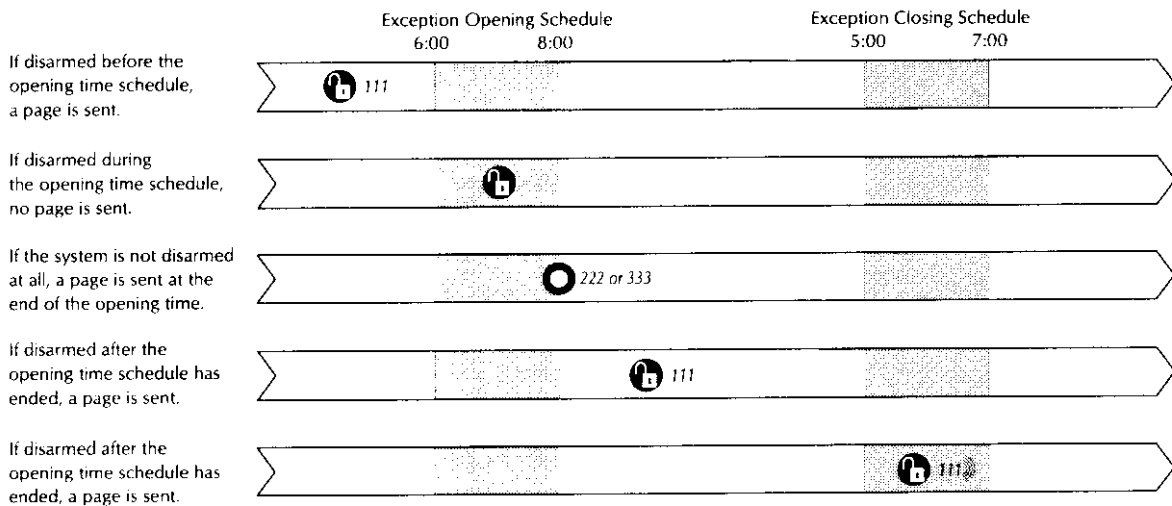 Exception Opening Schedule
Exception Closing Schedule
6:00
8:00
5:00
7:00
If disarmed before the
opening time schedule,
a page is sent.
111
If disarmed during
the opening time schedule,
no page is sent.
If the system is not disarmed
at all, a page is sent at the
end of the opening time.
222 or 333
If disarmed after the
opening time schedule has
ended, a page is sent.
111
If disarmed after the
opening time schedule has
ended, a page is sent.
111